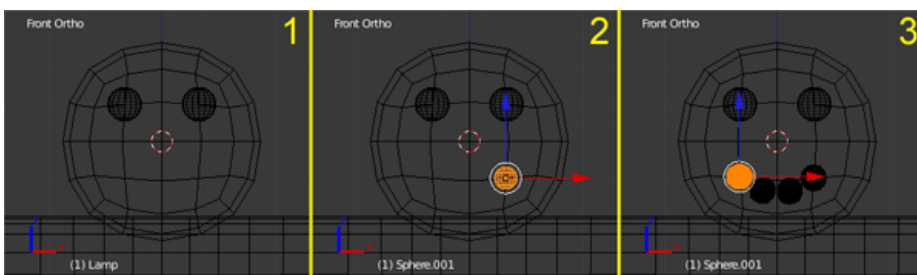 Front Ortho
1
(1) Lamp
Front Ortho
2
(1) Sphere.001
Front Ortho
3
(1) Sphere.001